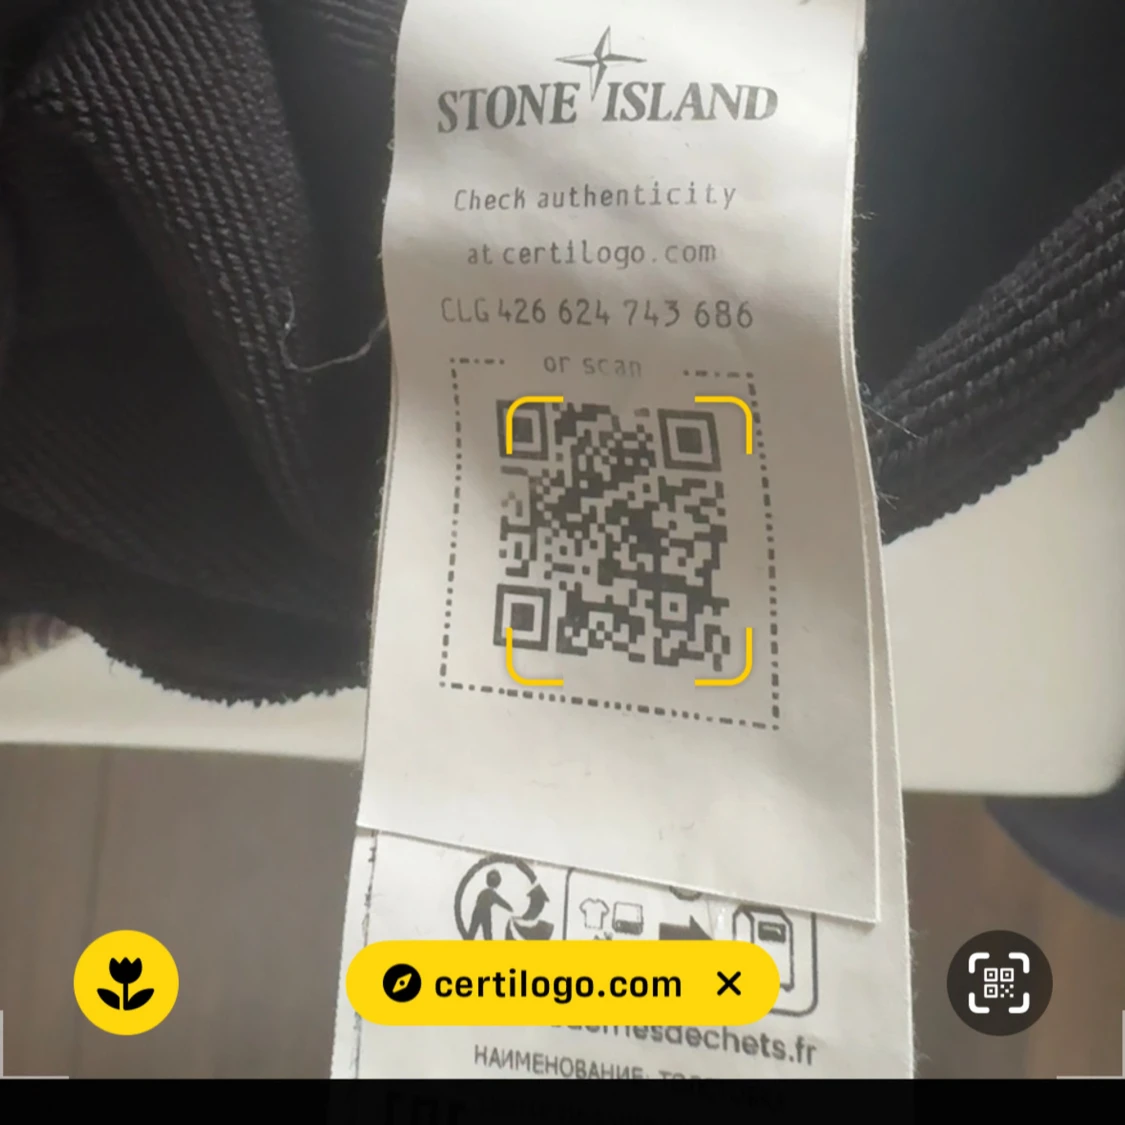 STONE ISLAND
Check authenticity
at certilogo.com
CLG 426 624 743 686
or scan
certilogo.com
НАИМЕНОВАНИЕ: